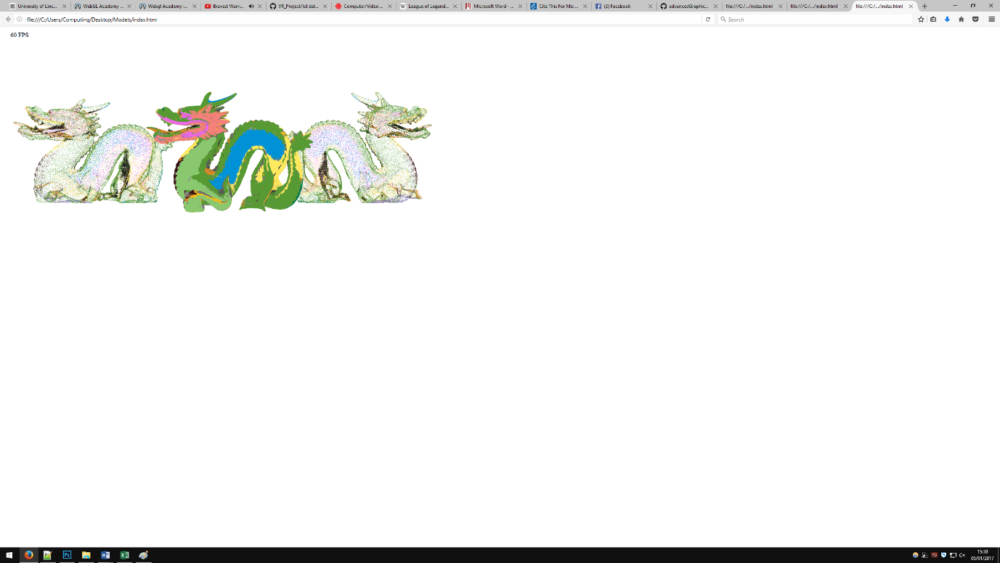 University of Linc...
WebGL Academy ...
Webgl Academy ...
Bravest Warri...
VR_Project/lol dat...
Computer/Video ...
League of Legend...
Microsoft Word - ...
Cite This For Me: ...
(3) Facebook
advancedGraphic...
file:///C:/.../index.html
file:///C:/.../index.html
file:///C:/.../index.html
file:///C:/Users/Computing/Desktop/Models/index.html
Search
60 FPS
15:38
05/01/2017